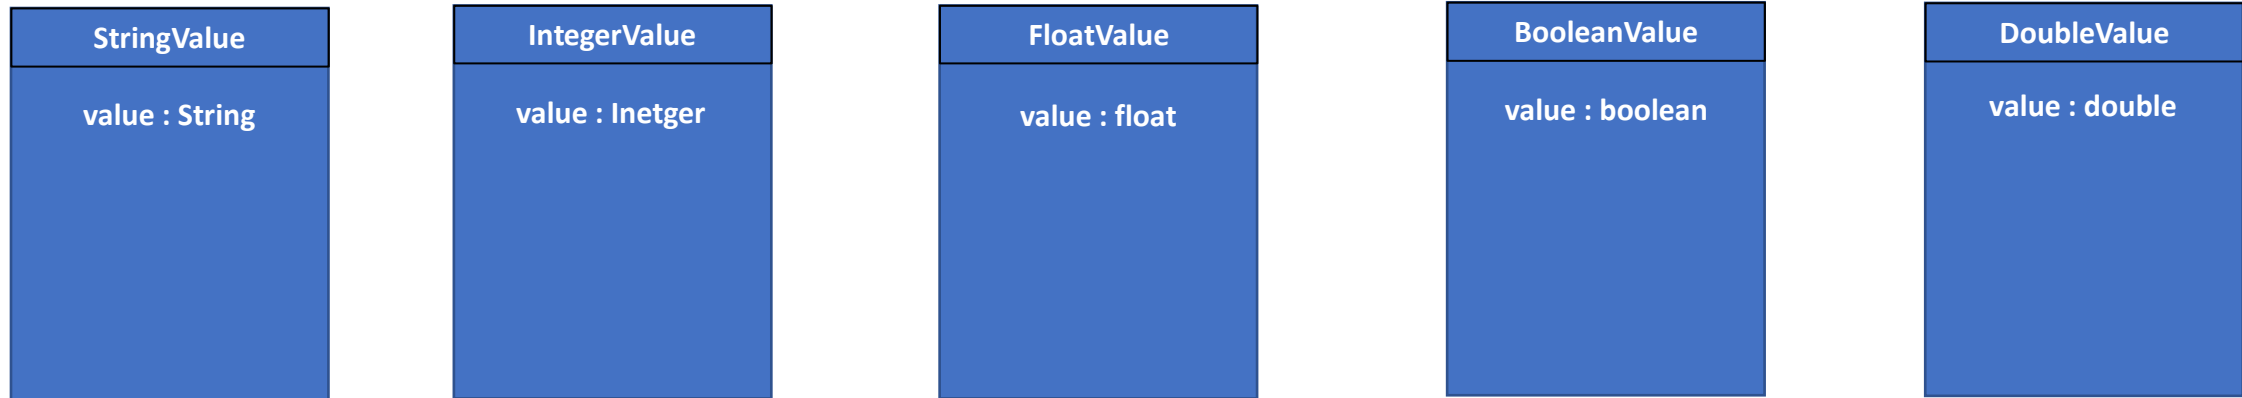 StringValue
value : String
IntegerValue
value : Inetger
FloatValue
value : float
BooleanValue
value : boolean
DoubleValue
value : double